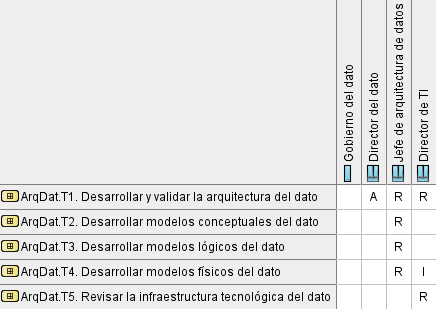 Gobierno del dato
Director del dato
Jefe de arquitectura de datos
Director de TI
ArqDat.T1. Desarrollar y validar la arquitectura del dato A R R
ArqDat.T2. Desarrollar modelos conceptuales del dato R
ArqDat.T3. Desarrollar modelos lógicos del dato R
ArqDat.T4. Desarrollar modelos físicos del dato R I
ArqDat.T5. Revisar la infraestructura tecnológica del dato R